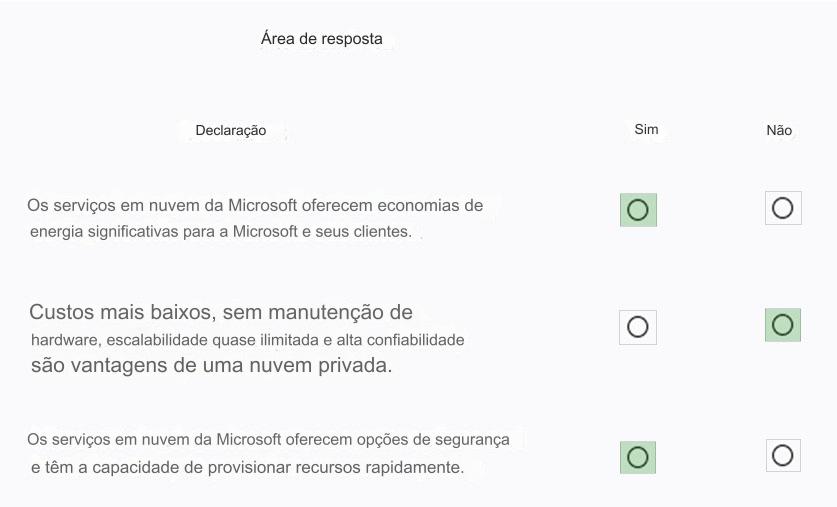 Área de resposta
Declaração Sim Não
Os serviços em nuvem da Microsoft oferecem economias de
energia significativas para a Microsoft e seus clientes.
Custos mais baixos, sem manutenção de
hardware, escalabilidade quase ilimitada e alta confiabilidade
são vantagens de uma nuvem privada.
Os serviços em nuvem da Microsoft oferecem opções de segurança
e têm a capacidade de provisionar recursos rapidamente.